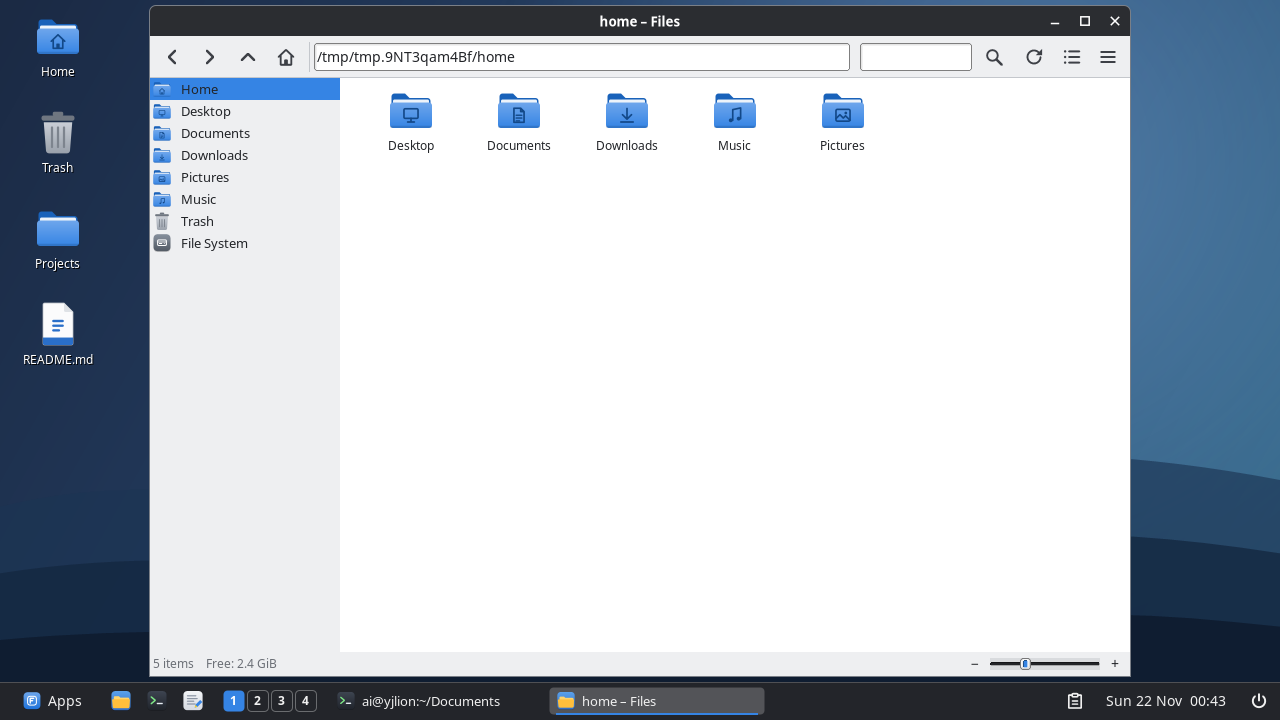 home – Files
/tmp/tmp.9NT3qam4Bf/home
Home
Trash
Projects
README.md
Home
Desktop
Documents
Downloads
Pictures
Music
Trash
File System
Desktop
Documents
Downloads
Music
Pictures
5 items
Free: 2.4 GiB
Apps
1
2
3
4
ai@yjlion:~/Documents
home – Files
Sun 22 Nov 00:43